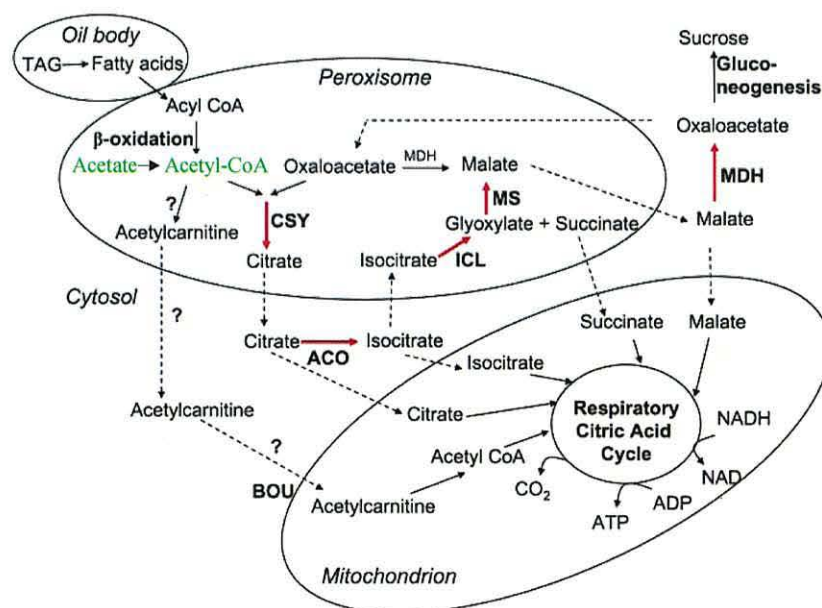 Oil body
TAG Fatty acids
Sucrose
Gluco-
neogenesis
Peroxisome
Acyl CoA
β-oxidation
Oxaloacetate
Acetate Acetyl-CoA Oxaloacetate MDH Malate
MDH
?
CSY
MS
Acetylcarnitine
Glyoxylate + Succinate
Malate
Citrate
Isocitrate
ICL
Cytosol
?
Succinate Malate
Citrate Isocitrate
ACO
Isocitrate
Acetylcarnitine
Citrate
Respiratory
Citric Acid
Cycle
NADH
?
Acetyl CoA
NAD
BOU
CO2
Acetylcarnitine
ADP
ATP
Mitochondrion